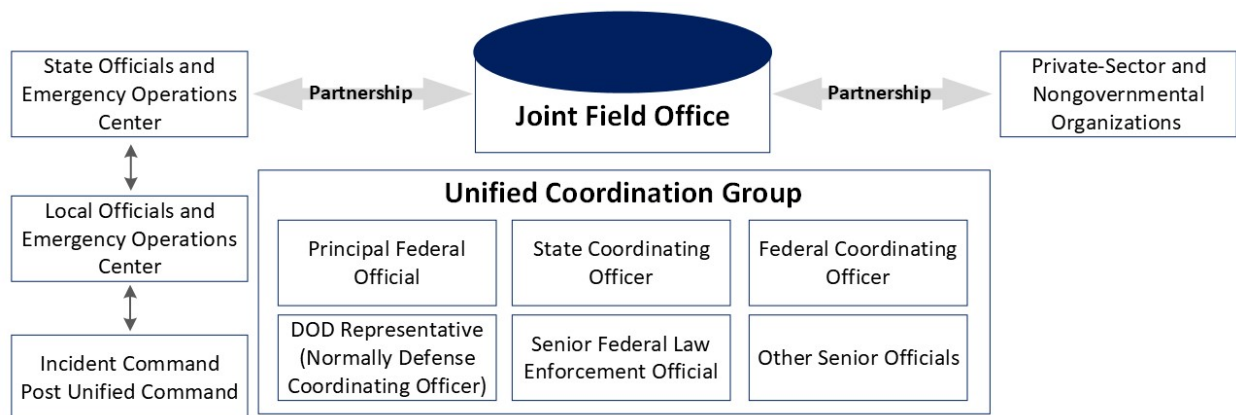 State Officials and
Emergency Operations
Center
Partnership
Joint Field Office
Partnership
Private-Sector and
Nongovernmental
Organizations
Local Officials and
Emergency Operations
Center
Incident Command
Post Unified Command
Unified Coordination Group
Principal Federal
Official
State Coordinating
Officer
Federal Coordinating
Officer
DOD Representative
(Normally Defense
Coordinating Officer)
Senior Federal Law
Enforcement Official
Other Senior Officials